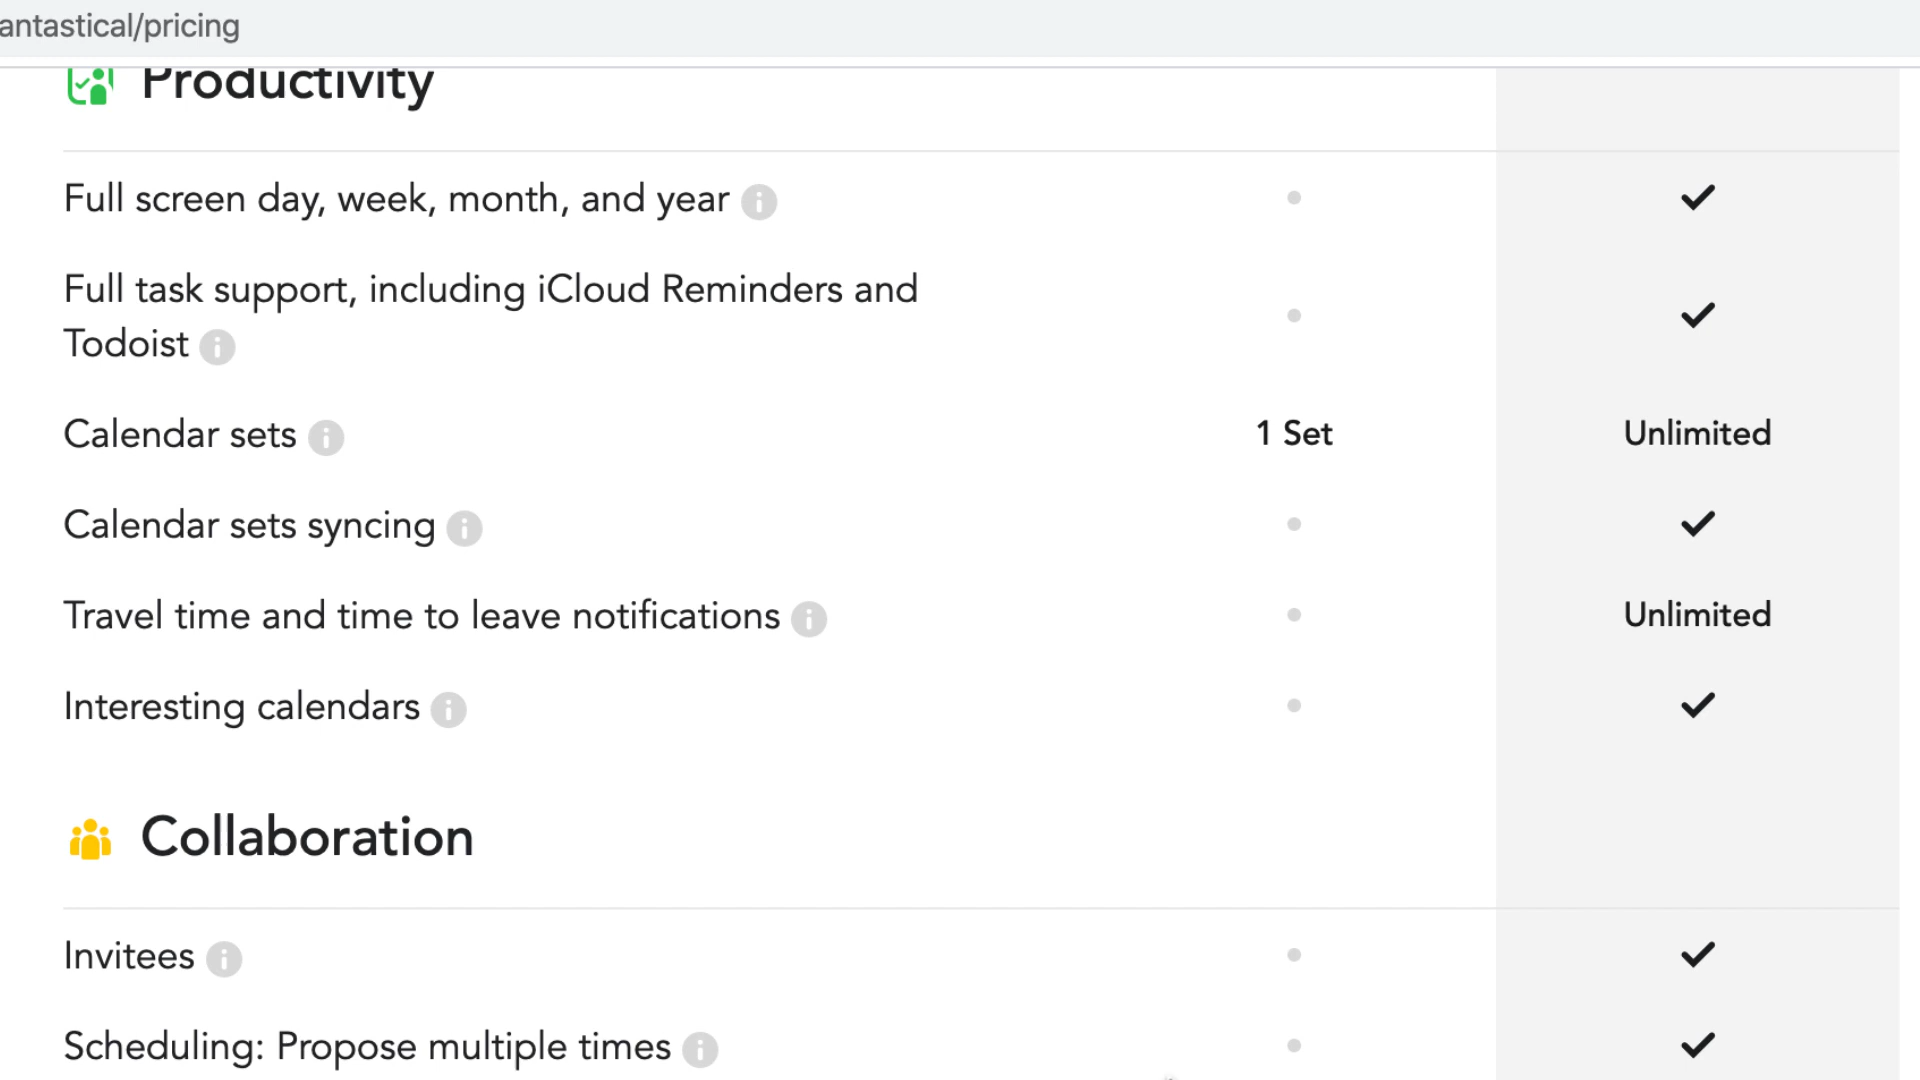 antastical/pricing
Productivity
Full screen day, week, month, and year
Full task support, including iCloud Reminders and
Todoist
Calendar sets
1 Set
Unlimited
Calendar sets syncing
Travel time and time to leave notifications
Unlimited
Interesting calendars
Collaboration
Invitees
Scheduling: Propose multiple times